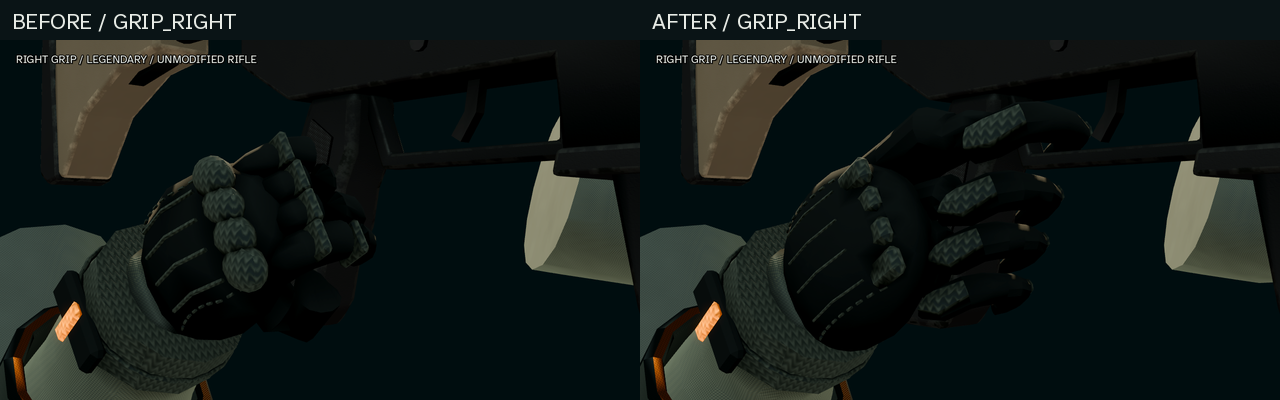 BEFORE / GRIP_RIGHT
AFTER / GRIP_RIGHT
RIGHT GRIP / LEGENDARY / UNMODIFIED RIFLE
RIGHT GRIP / LEGENDARY / UNMODIFIED RIFLE